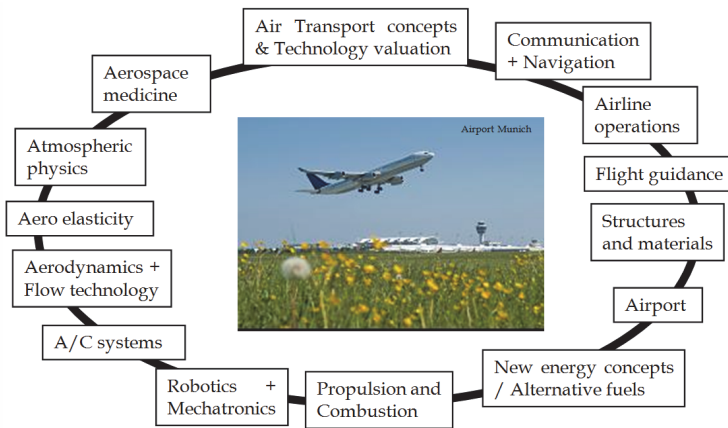 Air Transport concepts
& Technology valuation
Communication
+ Navigation
Airline
operations
Flight guidance
Structures
and materials
Airport
New energy concepts
/ Alternative fuels
Propulsion and
Combustion
Robotics +
Mechatronics
A/C systems
Aerodynamics +
Flow technology
Aero elasticity
Atmospheric
physics
Aerospace
medicine
Airport Munich